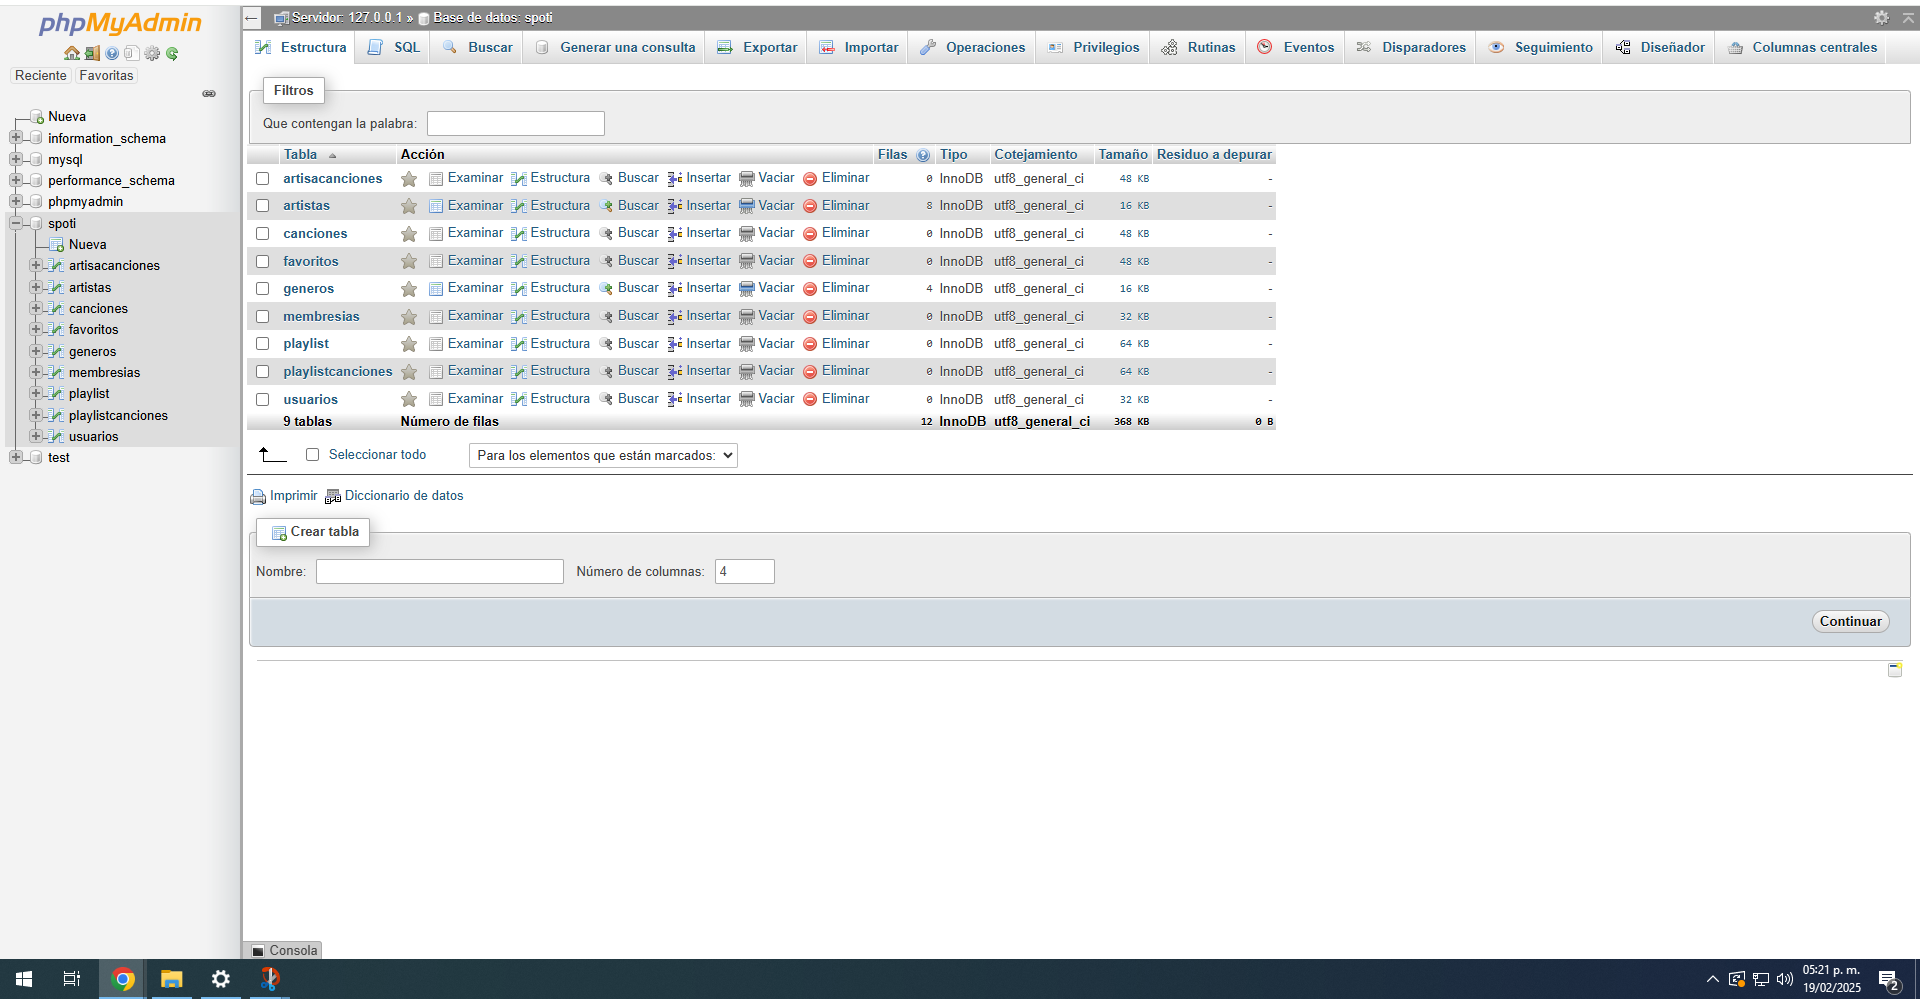 phpMyAdmin
Reciente Favoritas
Nueva
information_schema
mysql
performance_schema
phpmyadmin
spoti
Nueva
artisacanciones
artistas
canciones
favoritos
generos
membresias
playlist
playlistcanciones
usuarios
test
Servidor: 127.0.0.1 » Base de datos: spoti
Estructura SQL Buscar Generar una consulta Exportar Importar Operaciones Privilegios Rutinas Eventos Disparadores Seguimiento Diseñador Columnas centrales
Filtros
Que contengan la palabra:
Tabla Acción Filas Tipo Cotejamiento Tamaño Residuo a depurar
artisacanciones Examinar Estructura Buscar Insertar Vaciar Eliminar 0 InnoDB utf8_general_ci 48 KB -
artistas Examinar Estructura Buscar Insertar Vaciar Eliminar 8 InnoDB utf8_general_ci 16 KB -
canciones Examinar Estructura Buscar Insertar Vaciar Eliminar 0 InnoDB utf8_general_ci 48 KB -
favoritos Examinar Estructura Buscar Insertar Vaciar Eliminar 0 InnoDB utf8_general_ci 48 KB -
generos Examinar Estructura Buscar Insertar Vaciar Eliminar 4 InnoDB utf8_general_ci 16 KB -
membresias Examinar Estructura Buscar Insertar Vaciar Eliminar 0 InnoDB utf8_general_ci 32 KB -
playlist Examinar Estructura Buscar Insertar Vaciar Eliminar 0 InnoDB utf8_general_ci 64 KB -
playlistcanciones Examinar Estructura Buscar Insertar Vaciar Eliminar 0 InnoDB utf8_general_ci 64 KB -
usuarios Examinar Estructura Buscar Insertar Vaciar Eliminar 0 InnoDB utf8_general_ci 32 KB -
9 tablas Número de filas 12 InnoDB utf8_general_ci 368 KB 0 B
Seleccionar todo Para los elementos que están marcados:
Imprimir Diccionario de datos
Crear tabla
Nombre: Número de columnas: 4
Continuar
Consola
05:21 p. m.
19/02/2025
2